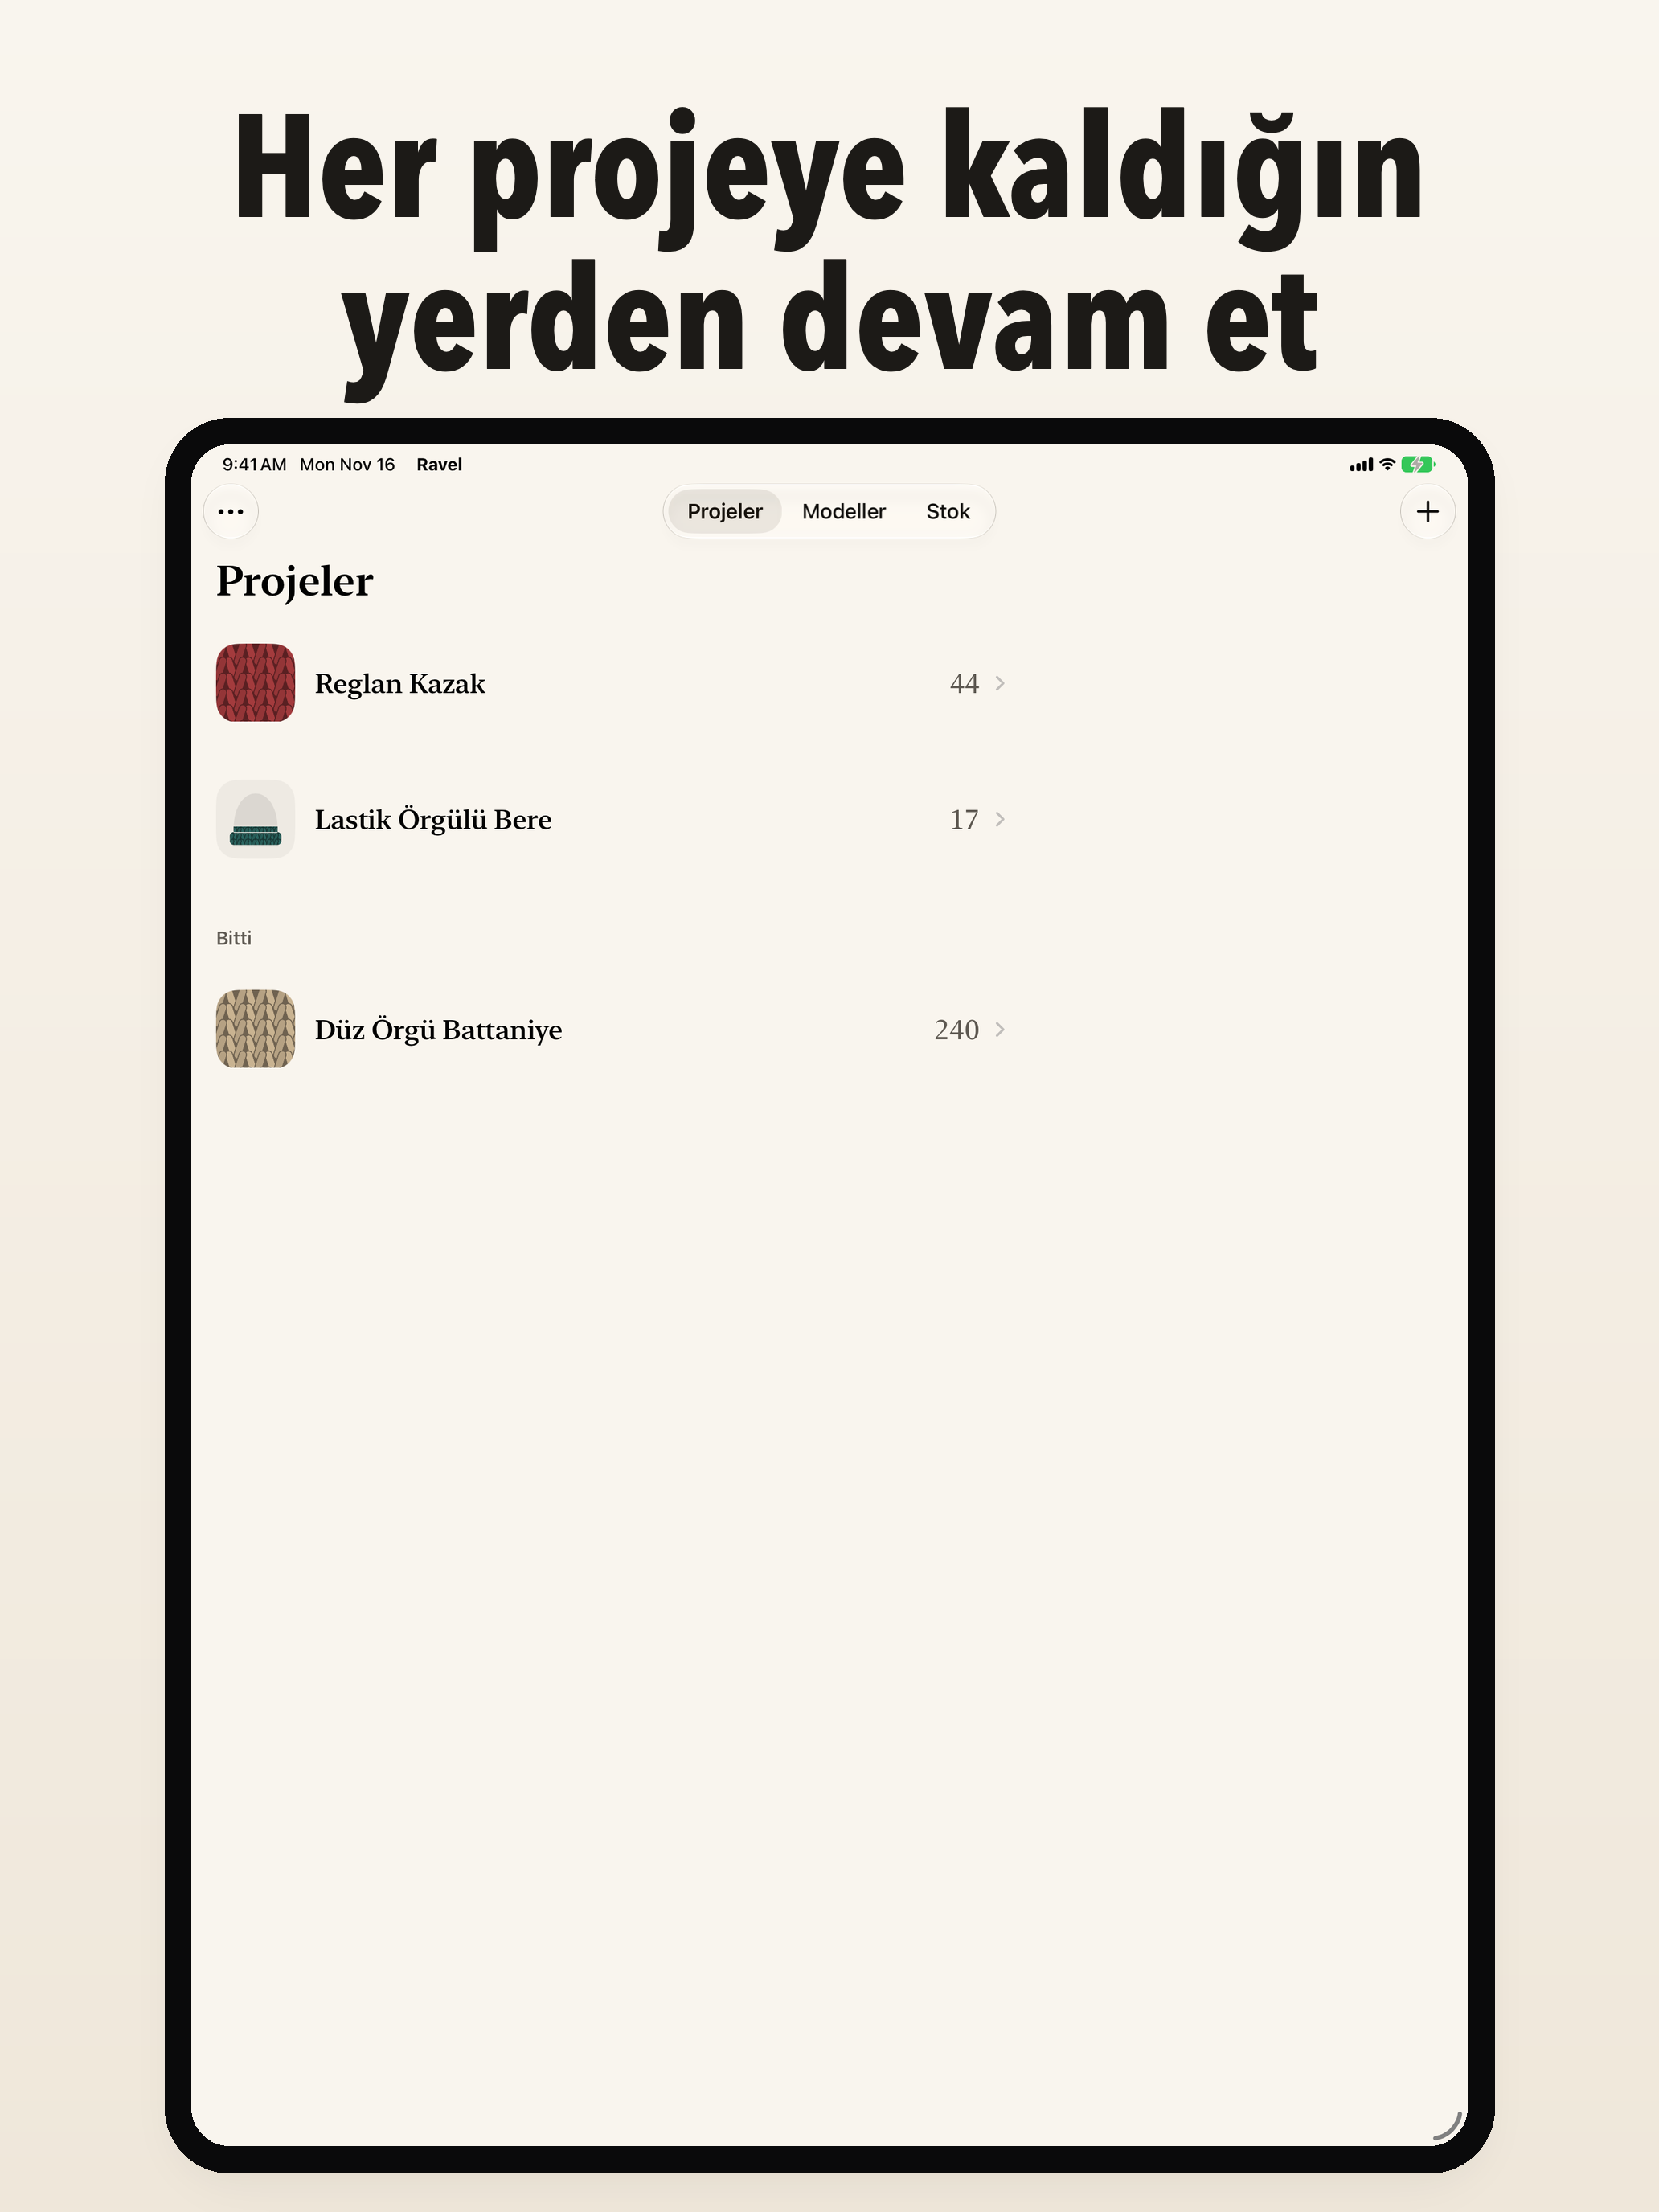 Her projeye kaldığın
yerden devam et
9:41 AM Mon Nov 16 Ravel
Projeler Modeller Stok
Projeler
Reglan Kazak 44
Lastik Örgülü Bere 17
Bitti
Düz Örgü Battaniye 240